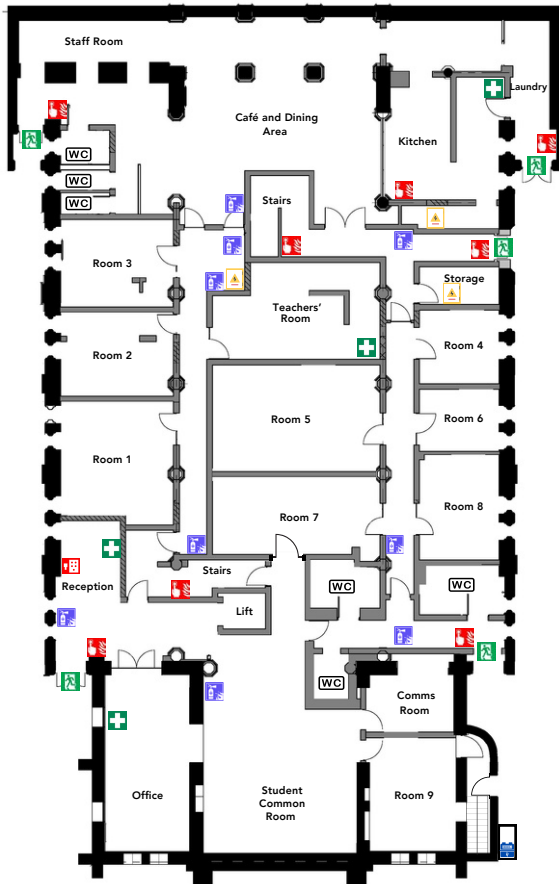 Staff Room
Café and Dining
Area
Laundry
Kitchen
WC
WC
WC
Stairs
Room 3
Storage
Teachers'
Room
Room 2
Room 4
Room 5
Room 6
Room 1
Room 8
Room 7
Stairs
Reception
WC
WC
Lift
WC
Comms
Room
Office
Student
Common
Room
Room 9